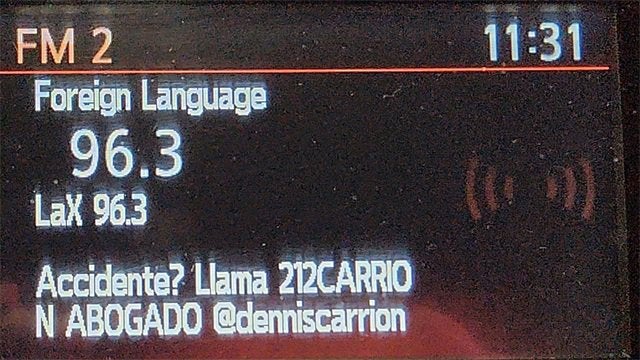 FM 2 11:31
Foreign Language
96.3
LaX 96.3
Accidente? Llama 212CARRIO
N ABOGADO @denniscarrion